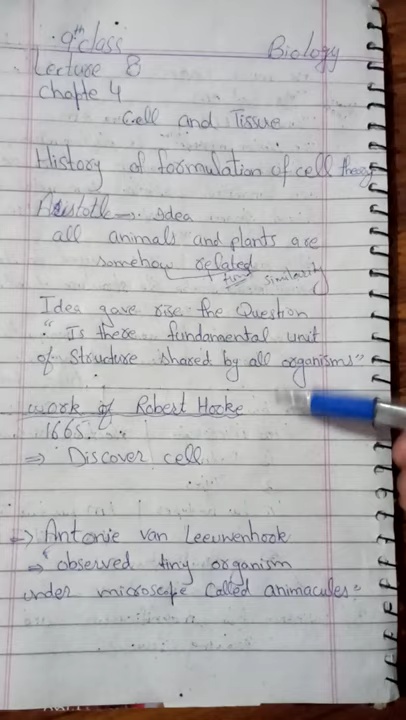 9th class Biology
Lecture 8
Chapte 4
Cell and Tissue
History of formulation of cell theory
Aristotle → Idea
all animals and plants are
somehow related
similarity
Idea gave rise the Question
"Is there fundamental unit
of structure shared by all organisms"
work of Robert Hooke
1665.
⇒ Discover cell
→ Antonie van Leeuwenhook
⇒ "observed tiny organism
under microscope called animacules"